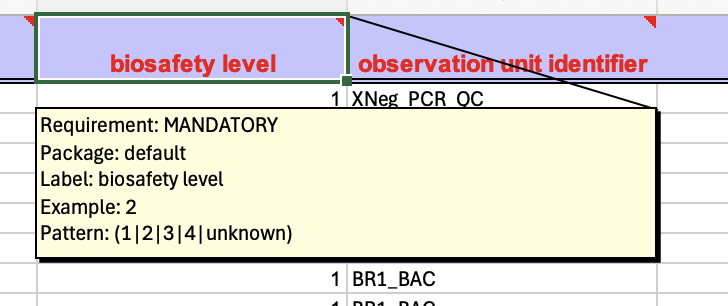 biosafety level observation unit identifier
1 XNeg_PCR_QC
Requirement: MANDATORY
Package: default
Label: biosafety level
Example: 2
Pattern: (1|2|3|4|unknown)
1 BR1_BAC
1 BR1_BAC